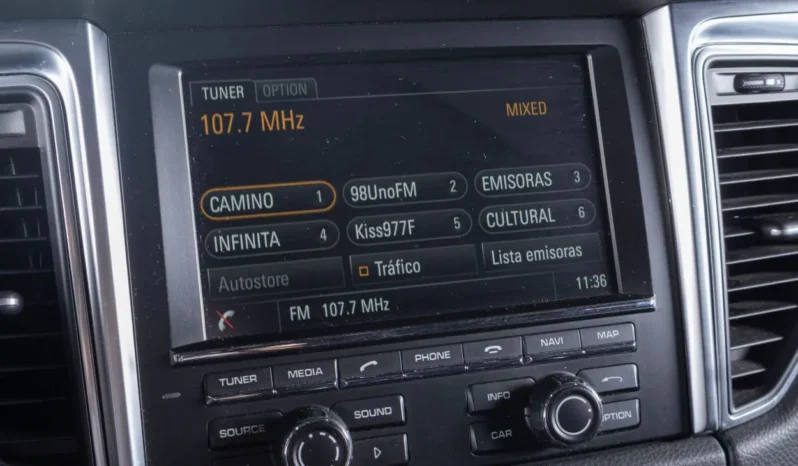 TUNER OPTION
107.7 MHz MIXED
CAMINO 1 98UnoFM 2 EMISORAS 3
INFINITA 4 Kiss977F 5 CULTURAL 6
Autostore Tráfico Lista emisoras
FM 107.7 MHz 11:36
TUNER MEDIA PHONE NAVI MAP
SOURCE SOUND INFO
CAR OPTION